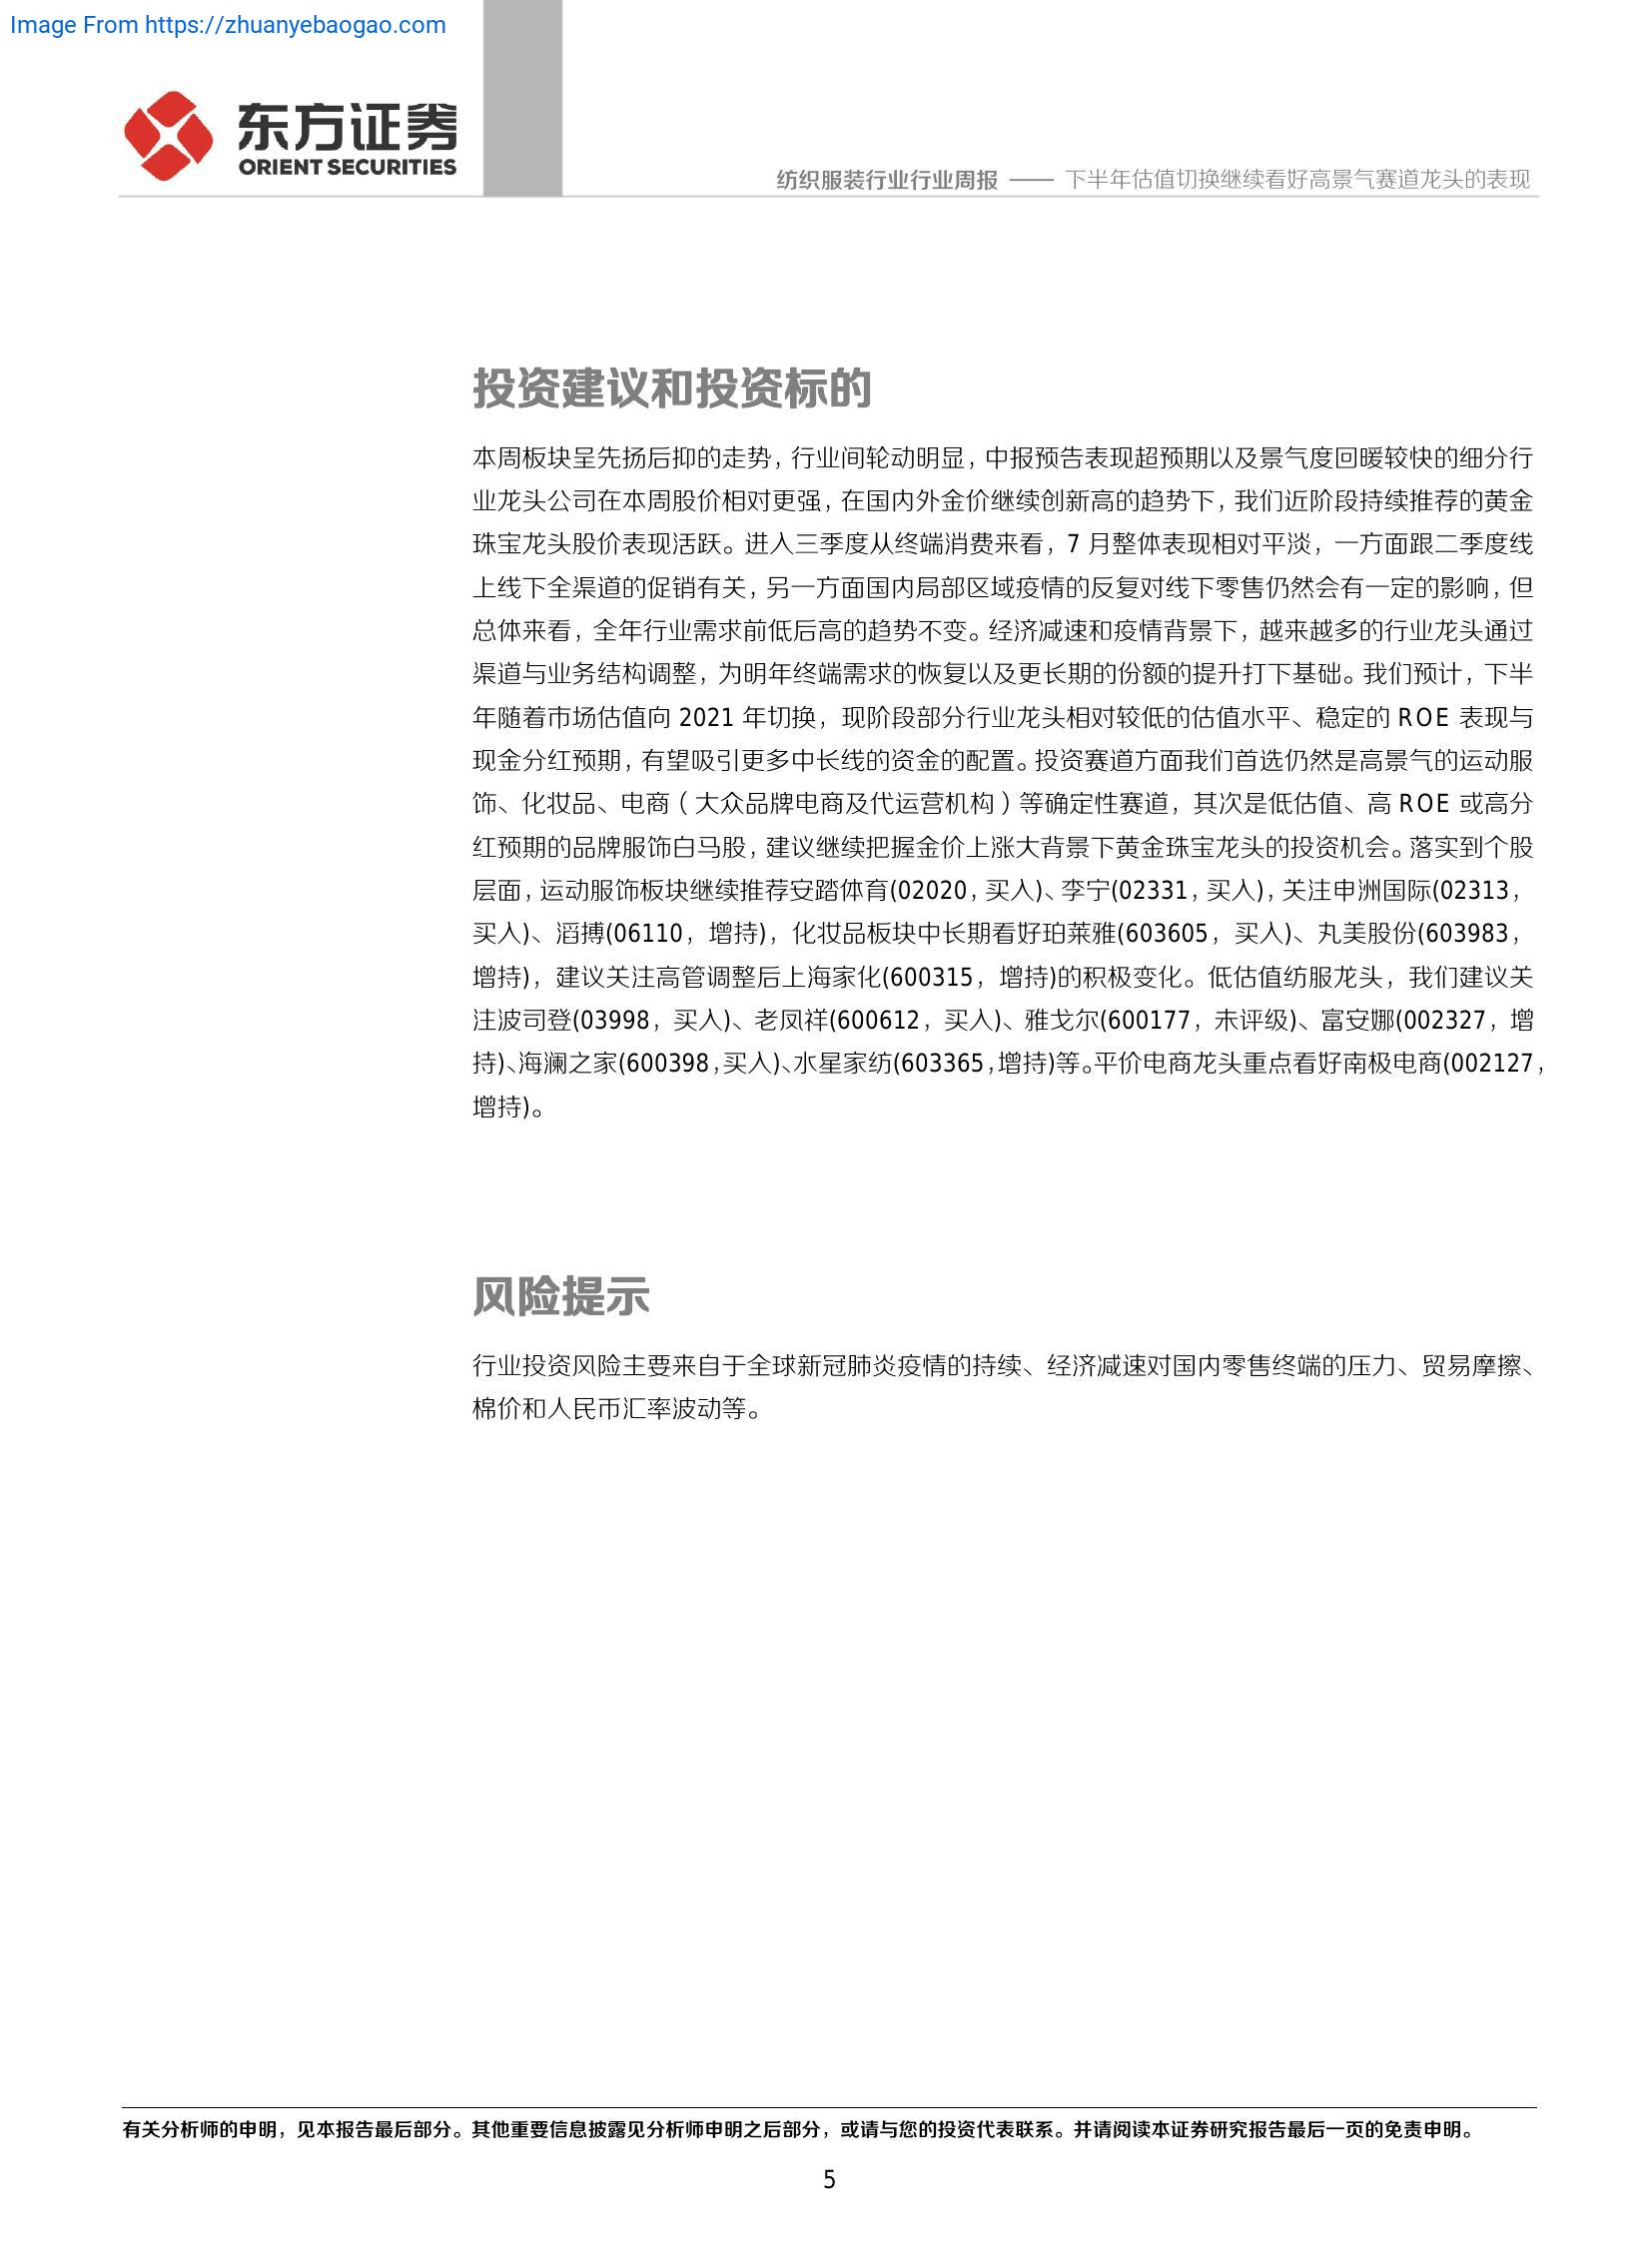 Image From https://zhuanyebaogao.com
东方证券
ORIENT SECURITIES
纺织服装行业行业周报 —— 下半年估值切换继续看好高景气赛道龙头的表现
投资建议和投资标的
本周板块呈先扬后抑的走势，行业间轮动明显，中报预告表现超预期以及景气度回暖较快的细分行
业龙头公司在本周股价相对更强，在国内外金价继续创新高的趋势下，我们近阶段持续推荐的黄金
珠宝龙头股价表现活跃。进入三季度从终端消费来看，7 月整体表现相对平淡，一方面跟二季度线
上线下全渠道的促销有关，另一方面国内局部区域疫情的反复对线下零售仍然会有一定的影响，但
总体来看，全年行业需求前低后高的趋势不变。经济减速和疫情背景下，越来越多的行业龙头通过
渠道与业务结构调整，为明年终端需求的恢复以及更长期的份额的提升打下基础。我们预计，下半
年随着市场估值向 2021 年切换，现阶段部分行业龙头相对较低的估值水平、稳定的 ROE 表现与
现金分红预期，有望吸引更多中长线的资金的配置。投资赛道方面我们首选仍然是高景气的运动服
饰、化妆品、电商（大众品牌电商及代运营机构）等确定性赛道，其次是低估值、高 ROE 或高分
红预期的品牌服饰白马股，建议继续把握金价上涨大背景下黄金珠宝龙头的投资机会。落实到个股
层面，运动服饰板块继续推荐安踏体育(02020，买入)、李宁(02331，买入)，关注申洲国际(02313，
买入)、滔搏(06110，增持)，化妆品板块中长期看好珀莱雅(603605，买入)、丸美股份(603983，
增持)，建议关注高管调整后上海家化(600315，增持)的积极变化。低估值纺服龙头，我们建议关
注波司登(03998，买入)、老凤祥(600612，买入)、雅戈尔(600177，未评级)、富安娜(002327，增
持)、海澜之家(600398，买入)、水星家纺(603365，增持)等。平价电商龙头重点看好南极电商(002127，
增持)。
风险提示
行业投资风险主要来自于全球新冠肺炎疫情的持续、经济减速对国内零售终端的压力、贸易摩擦、
棉价和人民币汇率波动等。
有关分析师的申明，见本报告最后部分。其他重要信息披露见分析师申明之后部分，或请与您的投资代表联系。并请阅读本证券研究报告最后一页的免责申明。
5